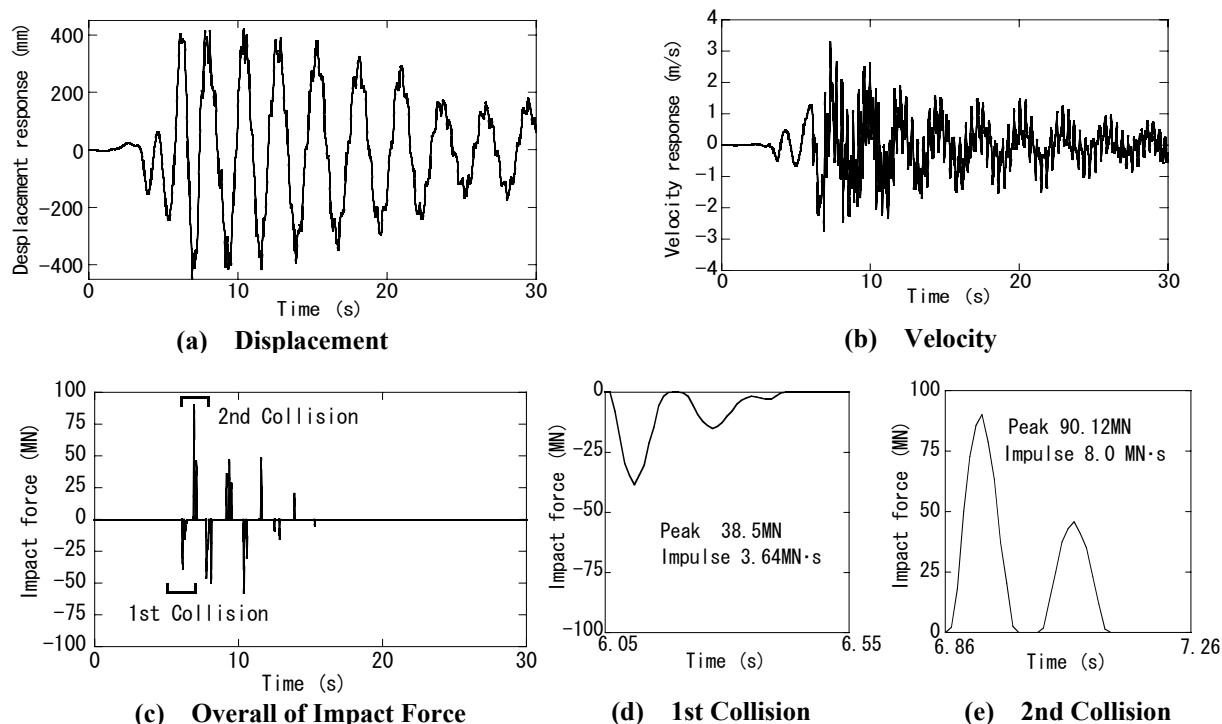 Desplacement response (mm)
400
200
0
-200
-400
0
10
20
30
Time (s)
(a) Displacement
Velocity response (m/s)
4
3
2
1
0
-1
-2
-3
-4
0
10
20
30
Time (s)
(b) Velocity
Impact force (MN)
100
75
50
25
0
-25
-50
-75
-100
2nd Collision
1st Collision
0
10
20
30
Time (s)
(c) Overall of Impact Force
Impact force (MN)
0
-25
-50
-75
-100
Peak 38.5MN
Impulse 3.64MN·s
6.05
6.55
Time (s)
(d) 1st Collision
Impact force (MN)
100
75
50
25
0
Peak 90.12MN
Impulse 8.0 MN·s
6.86
7.26
Time (s)
(e) 2nd Collision